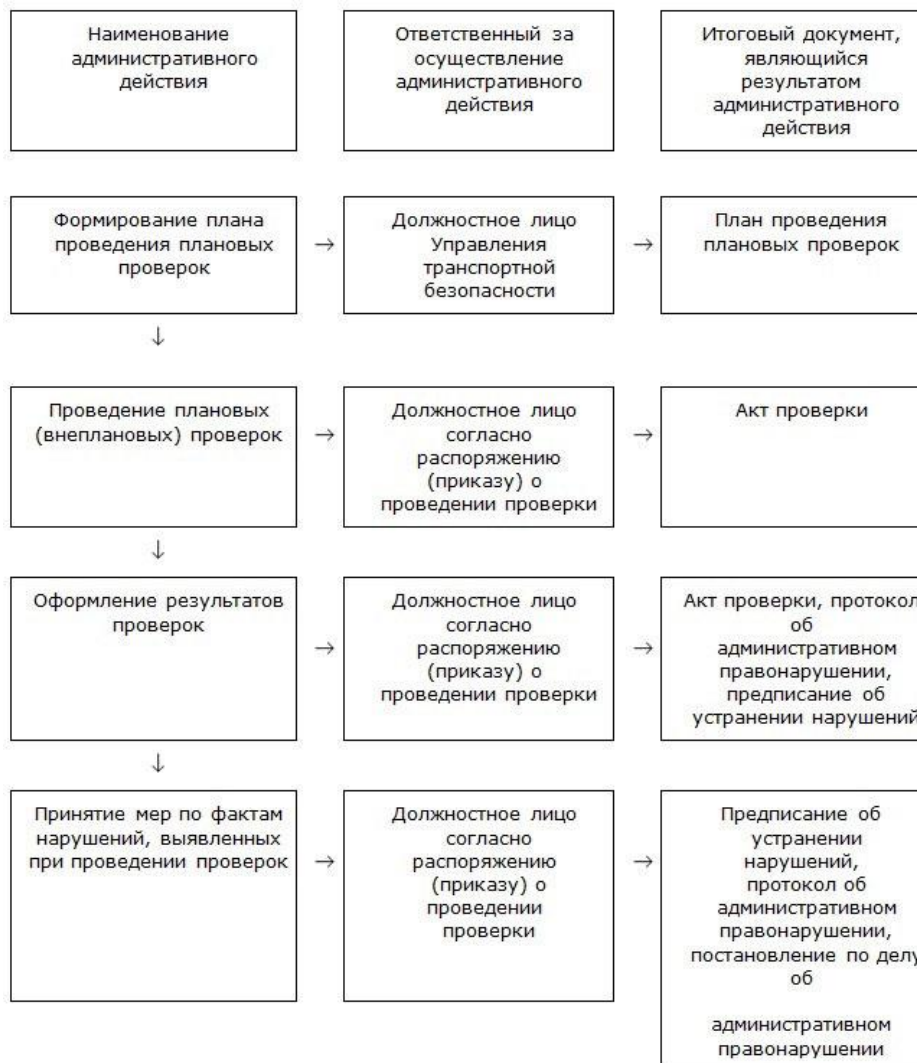 Наименование
административного
действия
Ответственный за
осуществление
административного
действия
Итоговый документ,
являющийся
результатом
административного
действия
Формирование плана
проведения плановых
проверок
→
Должностное лицо
Управления
транспортной
безопасности
→
План проведения
плановых проверок
↓
Проведение плановых
(внеплановых) проверок
→
Должностное лицо
согласно
распоряжению
(приказу) о
проведении проверки
→
Акт проверки
↓
Оформление результатов
проверок
→
Должностное лицо
согласно
распоряжению
(приказу) о
проведении проверки
→
Акт проверки, протокол
об
административном
правонарушении,
предписание об
устранении нарушений
↓
Принятие мер по фактам
нарушений, выявленных
при проведении проверок
→
Должностное лицо
согласно
распоряжению
(приказу) о
проведении
проверки
→
Предписание об
устранении
нарушений,
протокол об
административном
правонарушении,
постановление по делу
об
административном
правонарушении